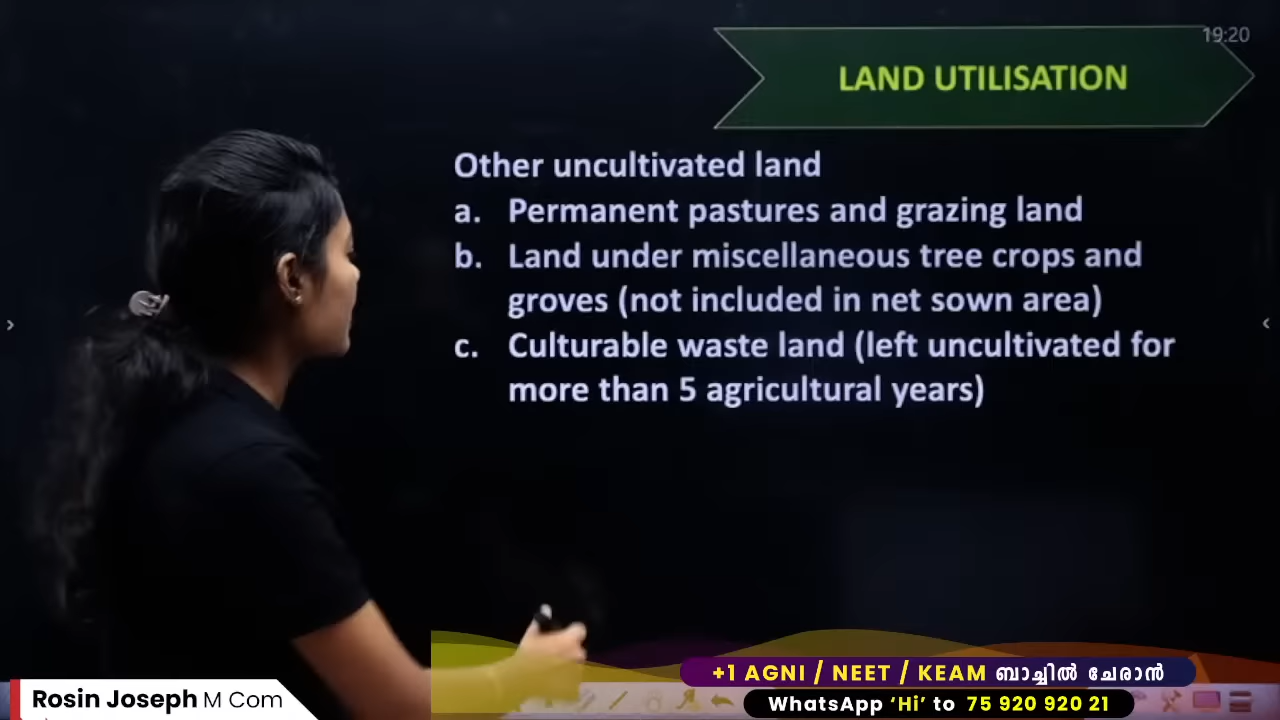 19:20
LAND UTILISATION
Other uncultivated land
a. Permanent pastures and grazing land
b. Land under miscellaneous tree crops and
groves (not included in net sown area)
c. Culturable waste land (left uncultivated for
more than 5 agricultural years)
+1 AGNI / NEET / KEAM ബാച്ചിൽ ചേരാൻ
Rosin Joseph M Com
WhatsApp ‘Hi’ to 75 920 920 21